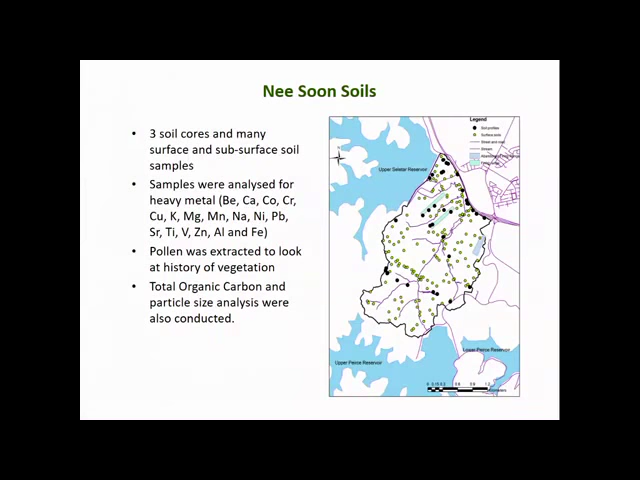 Nee Soon Soils
• 3 soil cores and many
surface and sub-surface soil
samples
• Samples were analysed for
heavy metal (Be, Ca, Co, Cr,
Cu, K, Mg, Mn, Na, Ni, Pb,
Sr, Ti, V, Zn, Al and Fe)
• Pollen was extracted to look
at history of vegetation
• Total Organic Carbon and
particle size analysis were
also conducted.
Legend
Soil profiles
Surface soils
Stream
Upper Seletar Reservoir
Lower Peirce Reservoir
Upper Peirce Reservoir